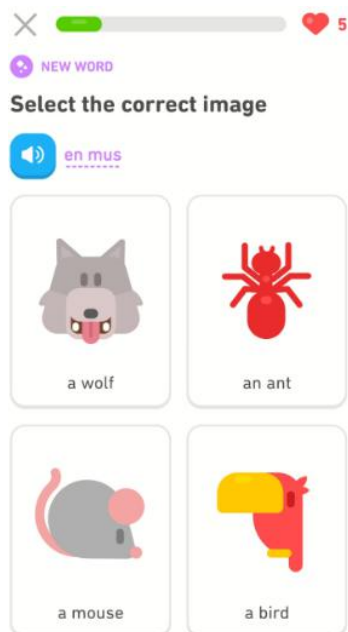 5
NEW WORD
Select the correct image
en mus
a wolf
an ant
a mouse
a bird